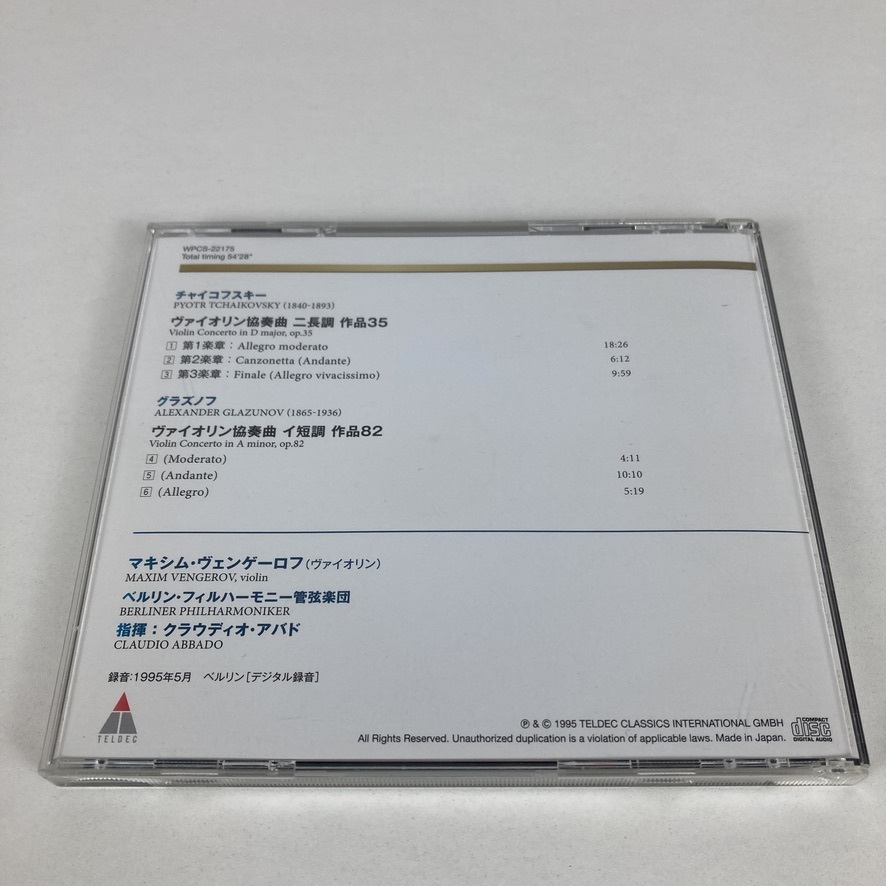 WPCS-22175
Total timing 54'28"
チャイコフスキー
PYOTR TCHAIKOVSKY (1840-1893)
ヴァイオリン協奏曲 ニ長調 作品35
Violin Concerto in D major, op.35
1 第1楽章：Allegro moderato 18:26
2 第2楽章：Canzonetta (Andante) 6:12
3 第3楽章：Finale (Allegro vivacissimo) 9:59
グラズノフ
ALEXANDER GLAZUNOV (1865-1936)
ヴァイオリン協奏曲 イ短調 作品82
Violin Concerto in A minor, op.82
4 (Moderato) 4:11
5 (Andante) 10:10
6 (Allegro) 5:19
マキシム・ヴェンゲーロフ(ヴァイオリン)
MAXIM VENGEROV, violin
ベルリン・フィルハーモニー管弦楽団
BERLINER PHILHARMONIKER
指揮：クラウディオ・アバド
CLAUDIO ABBADO
録音:1995年5月　ベルリン[デジタル録音]
TELDEC
℗ & © 1995 TELDEC CLASSICS INTERNATIONAL GMBH
All Rights Reserved. Unauthorized duplication is a violation of applicable laws. Made in Japan.
COMPACT
disc
DIGITAL AUDIO